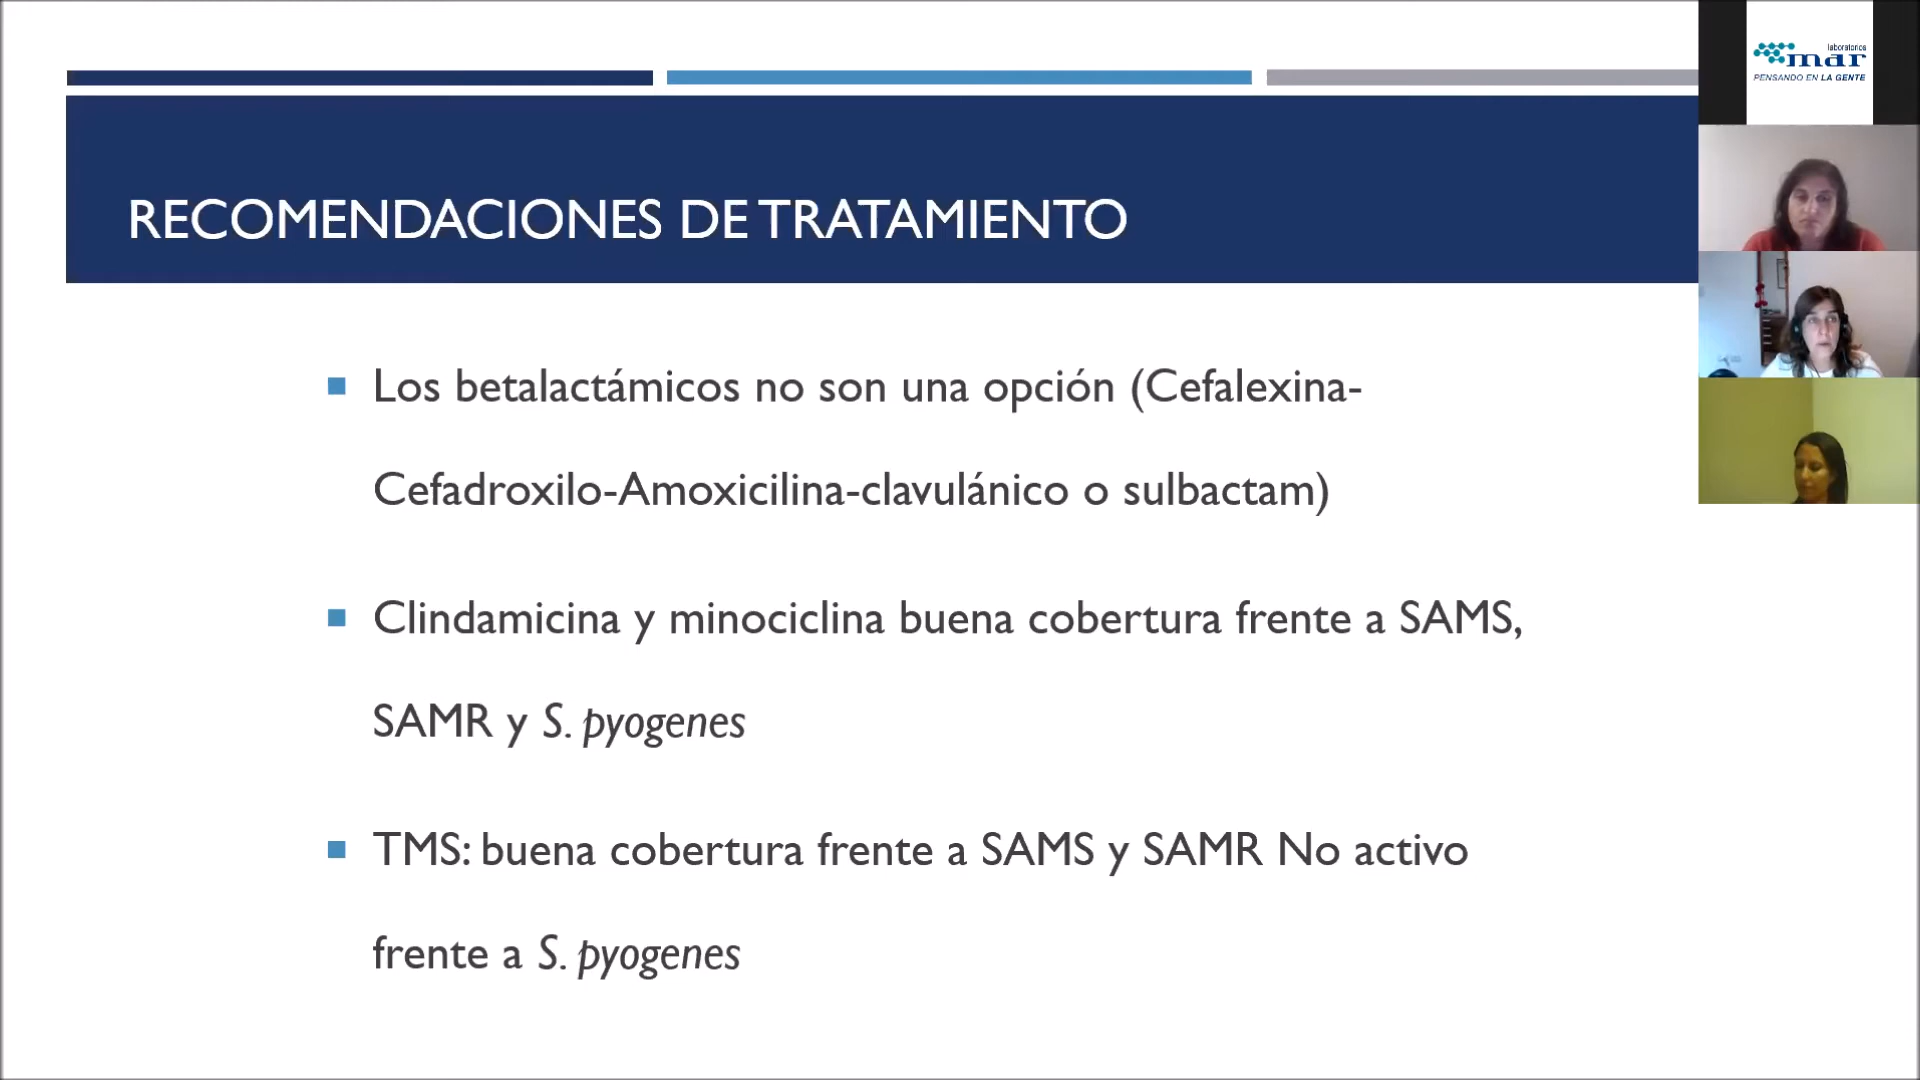 RECOMENDACIONES DE TRATAMIENTO
Los betalactámicos no son una opción (Cefalexina-
Cefadroxilo-Amoxicilina-clavulánico o sulbactam)
Clindamicina y minociclina buena cobertura frente a SAMS,
SAMR y S. pyogenes
TMS: buena cobertura frente a SAMS y SAMR No activo
frente a S. pyogenes
laboratorios
mar
PENSANDO EN LA GENTE